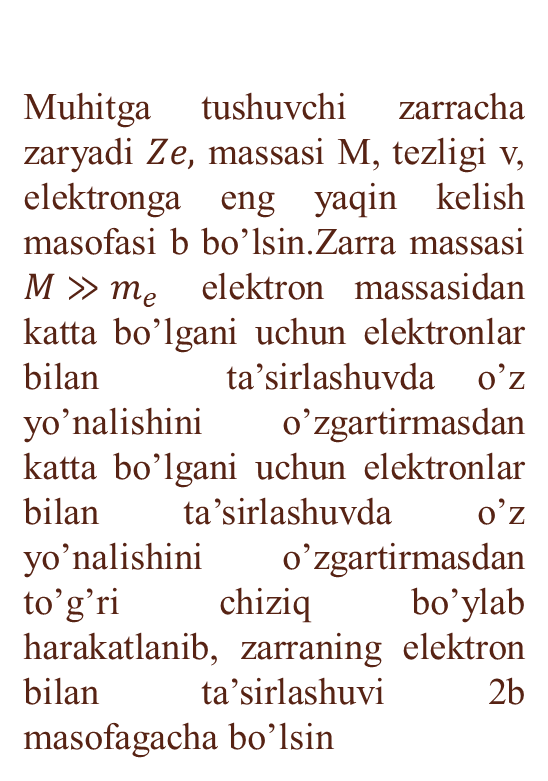 Muhitga tushuvchi zarracha
zaryadi 𝑍𝑒, massasi M, tezligi v,
elektronga eng yaqin kelish
masofasi b bo’lsin.Zarra massasi
𝑀 ≫ 𝑚ₑ elektron massasidan
katta bo’lgani uchun elektronlar
bilan ta’sirlashuvda o’z
yo’nalishini o’zgartirmasdan
katta bo’lgani uchun elektronlar
bilan ta’sirlashuvda o’z
yo’nalishini o’zgartirmasdan
to’g’ri chiziq bo’ylab
harakatlanib, zarraning elektron
bilan ta’sirlashuvi 2b
masofagacha bo’lsin